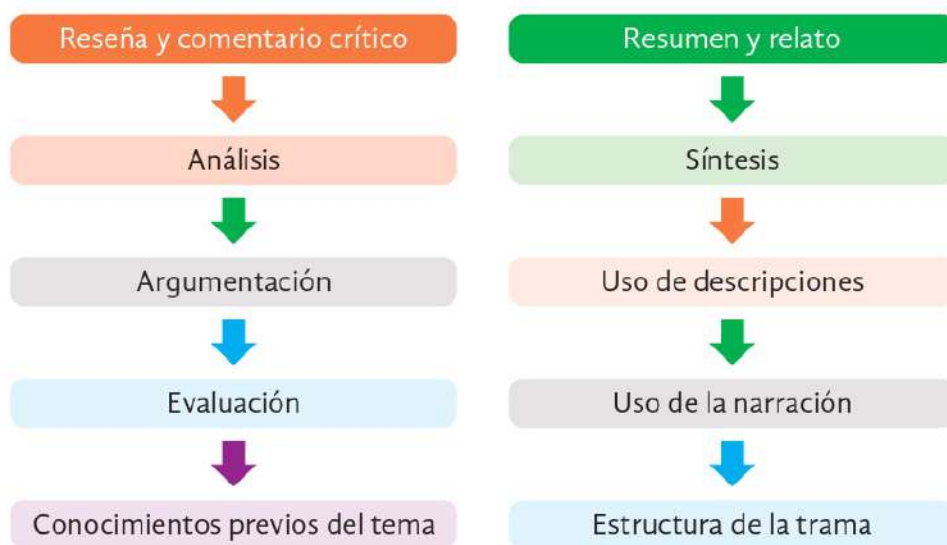 Reseña y comentario crítico
Análisis
Argumentación
Evaluación
Conocimientos previos del tema
Resumen y relato
Síntesis
Uso de descripciones
Uso de la narración
Estructura de la trama